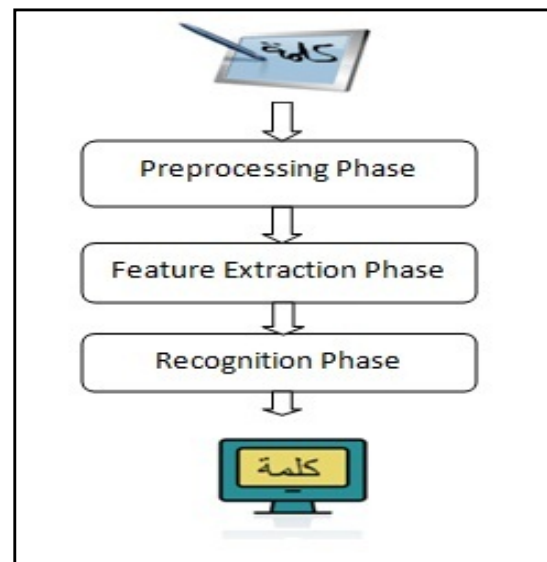 كلمة
Preprocessing Phase
Feature Extraction Phase
Recognition Phase
كلمة